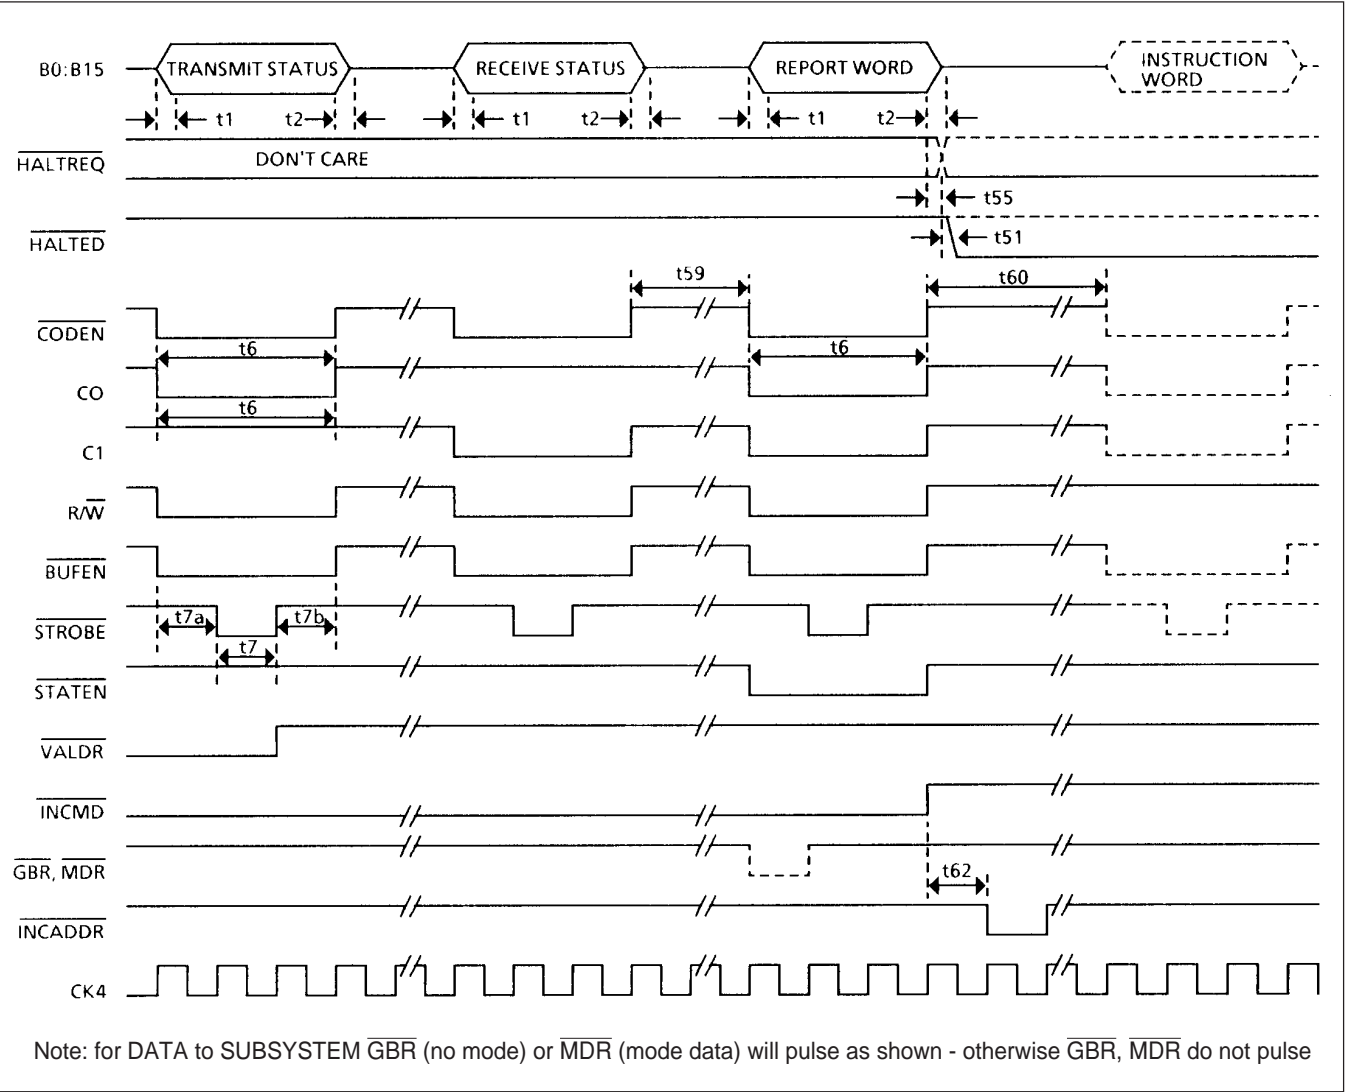 B0:B15 TRANSMIT STATUS RECEIVE STATUS REPORT WORD INSTRUCTION
WORD
t1 t2 t1 t2 t1 t2
HALTREQ DON'T CARE
t55
HALTED t51
t59 t60
CODEN
t6 t6
CO
t6
C1
R/W
BUFEN
STROBE t7a t7b
t7
STATEN
VALDR
INCMD
GBR, MDR
t62
INCADDR
CK4
Note: for DATA to SUBSYSTEM GBR (no mode) or MDR (mode data) will pulse as shown - otherwise GBR, MDR do not pulse